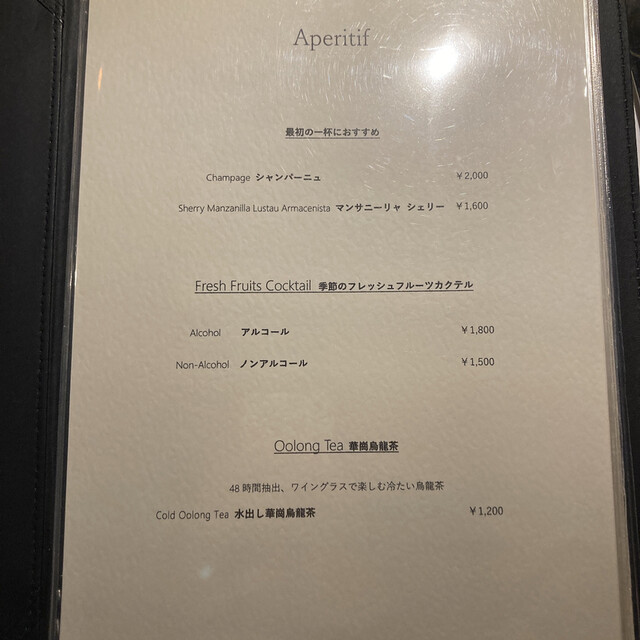 Aperitif
最初の一杯におすすめ
Champage シャンパーニュ ￥2,000
Sherry Manzanilla Lustau Armacenista マンサニーリャ シェリー ￥1,600
Fresh Fruits Cocktail 季節のフレッシュフルーツカクテル
Alcohol アルコール ￥1,800
Non-Alcohol ノンアルコール ￥1,500
Oolong Tea 華崗烏龍茶
48 時間抽出、ワイングラスで楽しむ冷たい烏龍茶
Cold Oolong Tea 水出し華崗烏龍茶 ￥1,200